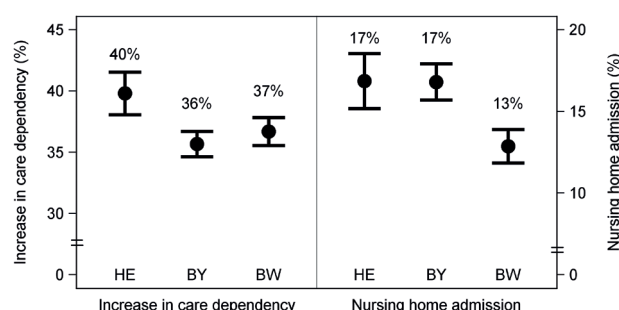 Increase in care dependency (%)
45
40
35
30
0
40%
36%
37%
HE
BY
BW
Increase in care dependency
17%
17%
13%
HE
BY
BW
Nursing home admission
20
15
10
0
Nursing home admission (%)